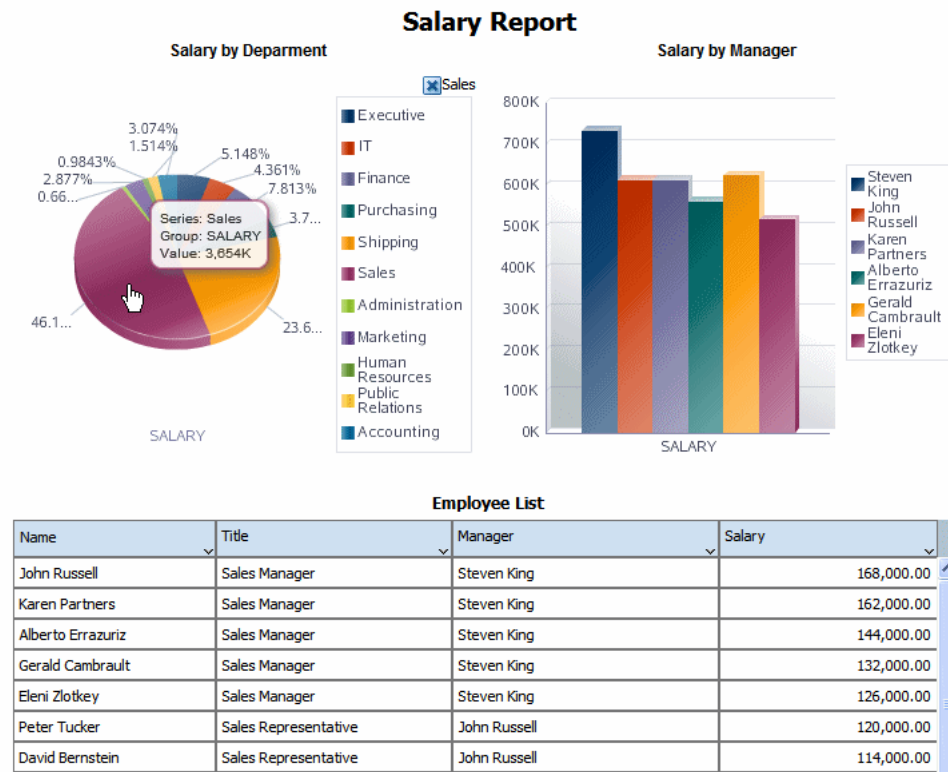 Salary Report
Salary by Deparment
Salary by Manager
Sales
3.074%
1.514%
0.9843%
2.877%
0.66...
5.148%
4.361%
7.813%
3.7...
46.1...
23.6...
Series: Sales
Group: SALARY
Value: 3,654K
SALARY
Executive
IT
Finance
Purchasing
Shipping
Sales
Administration
Marketing
Human
Resources
Public
Relations
Accounting
800K
700K
600K
500K
400K
300K
200K
100K
0K
SALARY
Steven
King
John
Russell
Karen
Partners
Alberto
Errazuriz
Gerald
Cambrault
Eleni
Zlotkey
Employee List
Name Title Manager Salary
John Russell Sales Manager Steven King 168,000.00
Karen Partners Sales Manager Steven King 162,000.00
Alberto Errazuriz Sales Manager Steven King 144,000.00
Gerald Cambrault Sales Manager Steven King 132,000.00
Eleni Zlotkey Sales Manager Steven King 126,000.00
Peter Tucker Sales Representative John Russell 120,000.00
David Bernstein Sales Representative John Russell 114,000.00